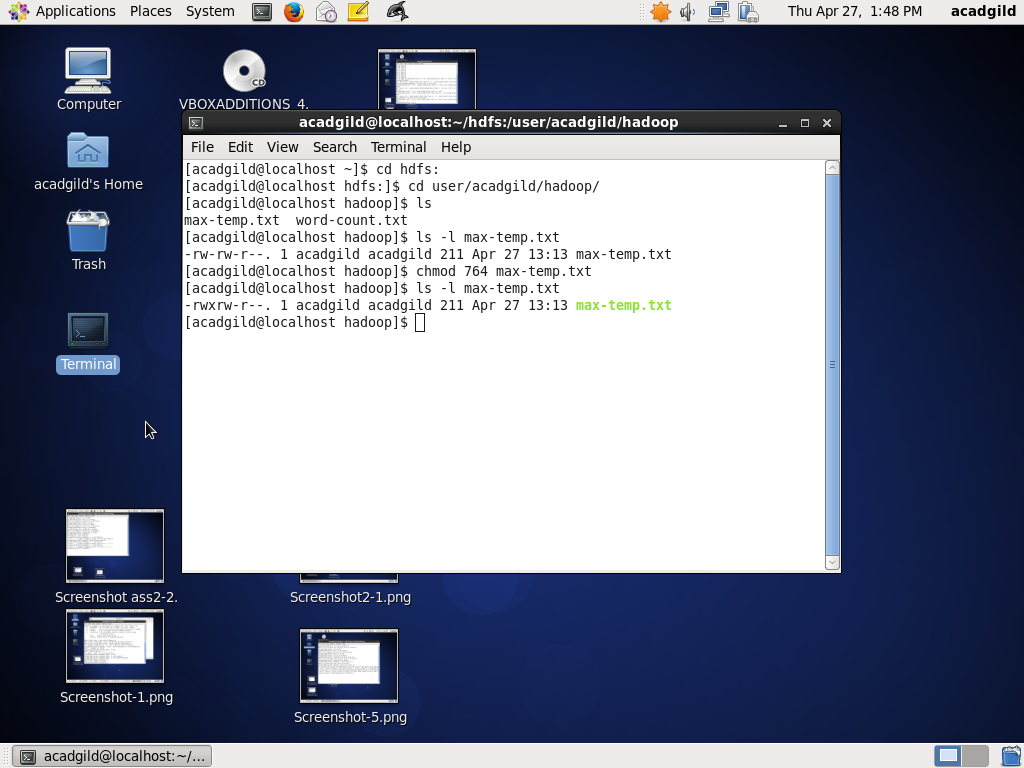 Applications Places System
Thu Apr 27, 1:48 PM acadgild
Computer
VBOXADDITIONS_4.
CD
acadgild's Home
Trash
Terminal
acadgild@localhost:~/hdfs:/user/acadgild/hadoop
File Edit View Search Terminal Help
[acadgild@localhost ~]$ cd hdfs:
[acadgild@localhost hdfs:]$ cd user/acadgild/hadoop/
[acadgild@localhost hadoop]$ ls
max-temp.txt  word-count.txt
[acadgild@localhost hadoop]$ ls -l max-temp.txt
-rw-rw-r--. 1 acadgild acadgild 211 Apr 27 13:13 max-temp.txt
[acadgild@localhost hadoop]$ chmod 764 max-temp.txt
[acadgild@localhost hadoop]$ ls -l max-temp.txt
-rwxrw-r--. 1 acadgild acadgild 211 Apr 27 13:13 max-temp.txt
[acadgild@localhost hadoop]$
Screenshot ass2-2.
Screenshot2-1.png
Screenshot-1.png
Screenshot-5.png
acadgild@localhost:~/...